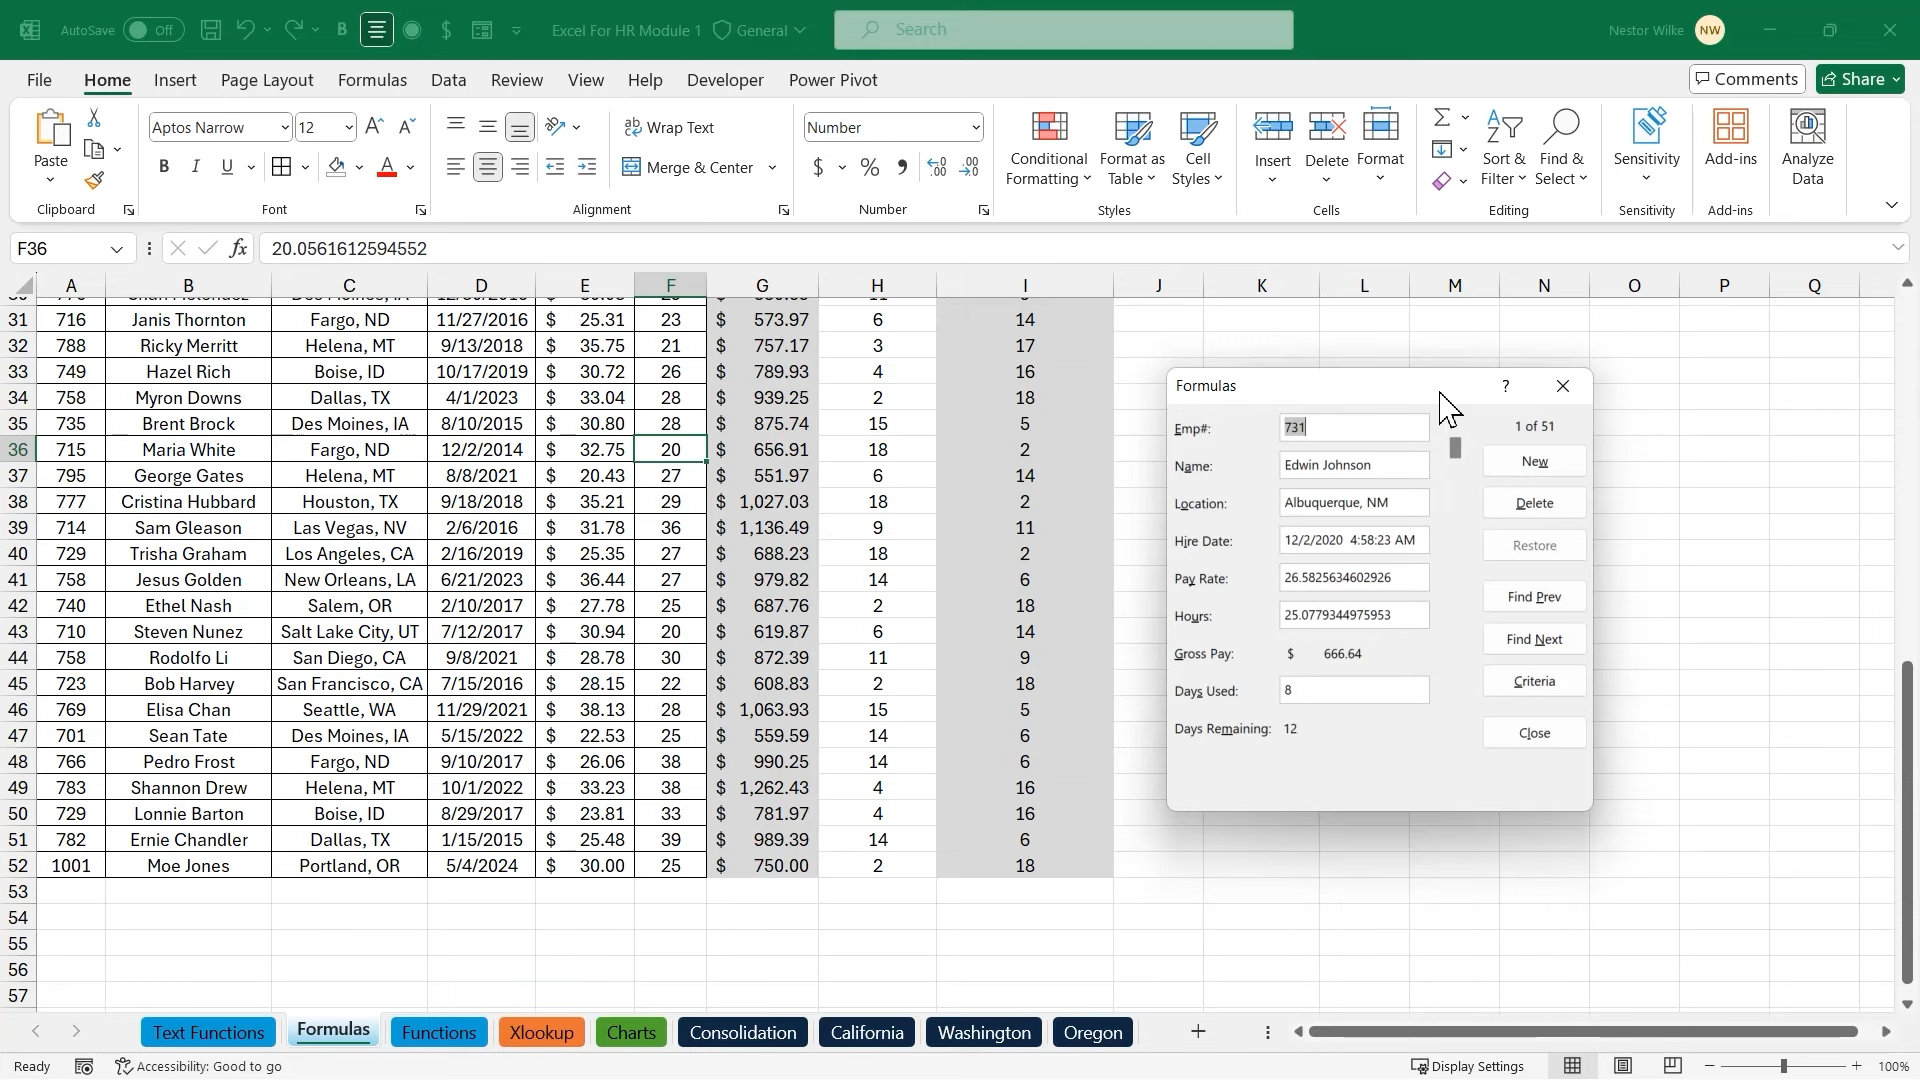 AutoSave Off B $ Excel For HR Module 1 General Search Nestor Wilke NW
File Home Insert Page Layout Formulas Data Review View Help Developer Power Pivot Comments Share
Paste
Clipboard
Aptos Narrow 12
B I U A
Font
ab Wrap Text
Merge & Center
Alignment
Number
$ % 9 .00
Number
Conditional Formatting
Format as Table
Cell Styles
Styles
Insert Delete Format
Cells
Sort & Filter
Find & Select
Editing
Sensitivity
Sensitivity
Add-ins
Add-ins
Analyze Data
F36 fx 20.0561612594552
A B C D E F G H I J K L M N O P Q
31 716 Janis Thornton Fargo, ND 11/27/2016 $ 25.31 23 $ 573.97 6 14
32 788 Ricky Merritt Helena, MT 9/13/2018 $ 35.75 21 $ 757.17 3 17
33 749 Hazel Rich Boise, ID 10/17/2019 $ 30.72 26 $ 789.93 4 16
34 758 Myron Downs Dallas, TX 4/1/2023 $ 33.04 28 $ 939.25 2 18
35 735 Brent Brock Des Moines, IA 8/10/2015 $ 30.80 28 $ 875.74 15 5
36 715 Maria White Fargo, ND 12/2/2014 $ 32.75 20 $ 656.91 18 2
37 795 George Gates Helena, MT 8/8/2021 $ 20.43 27 $ 551.97 6 14
38 777 Cristina Hubbard Houston, TX 9/18/2018 $ 35.21 29 $ 1,027.03 18 2
39 714 Sam Gleason Las Vegas, NV 2/6/2016 $ 31.78 36 $ 1,136.49 9 11
40 729 Trisha Graham Los Angeles, CA 2/16/2019 $ 25.35 27 $ 688.23 18 2
41 758 Jesus Golden New Orleans, LA 6/21/2023 $ 36.44 27 $ 979.82 14 6
42 740 Ethel Nash Salem, OR 2/10/2017 $ 27.78 25 $ 687.76 2 18
43 710 Steven Nunez Salt Lake City, UT 7/12/2017 $ 30.94 20 $ 619.87 6 14
44 758 Rodolfo Li San Diego, CA 9/8/2021 $ 28.78 30 $ 872.39 11 9
45 723 Bob Harvey San Francisco, CA 7/15/2016 $ 28.15 22 $ 608.83 2 18
46 769 Elisa Chan Seattle, WA 11/29/2021 $ 38.13 28 $ 1,063.93 15 5
47 701 Sean Tate Des Moines, IA 5/15/2022 $ 22.53 25 $ 559.59 14 6
48 766 Pedro Frost Fargo, ND 9/10/2017 $ 26.06 38 $ 990.25 14 6
49 783 Shannon Drew Helena, MT 10/1/2022 $ 33.23 38 $ 1,262.43 4 16
50 729 Lonnie Barton Boise, ID 8/29/2017 $ 23.81 33 $ 781.97 4 16
51 782 Ernie Chandler Dallas, TX 1/15/2015 $ 25.48 39 $ 989.39 14 6
52 1001 Moe Jones Portland, OR 5/4/2024 $ 30.00 25 $ 750.00 2 18
53
54
55
56
57
Formulas ?
Emp#: 731 1 of 51
New
Name: Edwin Johnson
Location: Albuquerque, NM Delete
Hire Date: 12/2/2020 4:58:23 AM Restore
Pay Rate: 26.5825634602926
Find Prev
Hours: 25.0779344975953
Find Next
Gross Pay: $ 666.64
Days Used: 8 Criteria
Days Remaining: 12 Close
Text Functions Formulas Functions Xlookup Charts Consolidation California Washington Oregon
Ready Accessibility: Good to go Display Settings 100%